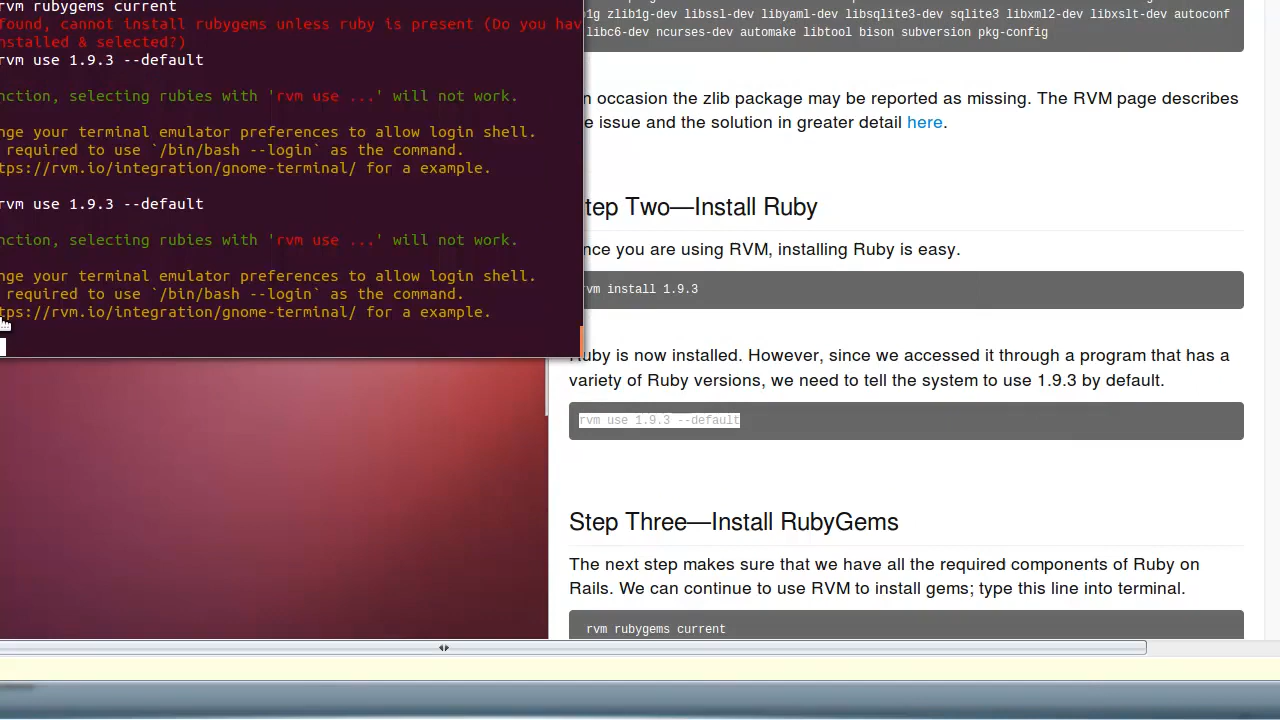 rvm rubygems current
found, cannot install rubygems unless ruby is present (Do you hav
nstalled & selected?)
rvm use 1.9.3 --default
nction, selecting rubies with 'rvm use ...' will not work.
nge your terminal emulator preferences to allow login shell.
required to use `/bin/bash --login` as the command.
tps://rvm.io/integration/gnome-terminal/ for a example.
rvm use 1.9.3 --default
nction, selecting rubies with 'rvm use ...' will not work.
nge your terminal emulator preferences to allow login shell.
required to use `/bin/bash --login` as the command.
tps://rvm.io/integration/gnome-terminal/ for a example.
1g zlib1g-dev libssl-dev libyaml-dev libsqlite3-dev sqlite3 libxml2-dev libxslt-dev autoconf
libc6-dev ncurses-dev automake libtool bison subversion pkg-config
n occasion the zlib package may be reported as missing. The RVM page describes
e issue and the solution in greater detail here.
tep Two—Install Ruby
nce you are using RVM, installing Ruby is easy.
rvm install 1.9.3
Ruby is now installed. However, since we accessed it through a program that has a
variety of Ruby versions, we need to tell the system to use 1.9.3 by default.
rvm use 1.9.3 --default
Step Three—Install RubyGems
The next step makes sure that we have all the required components of Ruby on
Rails. We can continue to use RVM to install gems; type this line into terminal.
rvm rubygems current